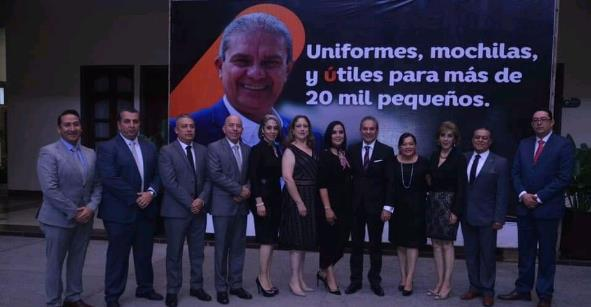 Uniformes, mochilas,
y útiles para más de
20 mil pequeños.